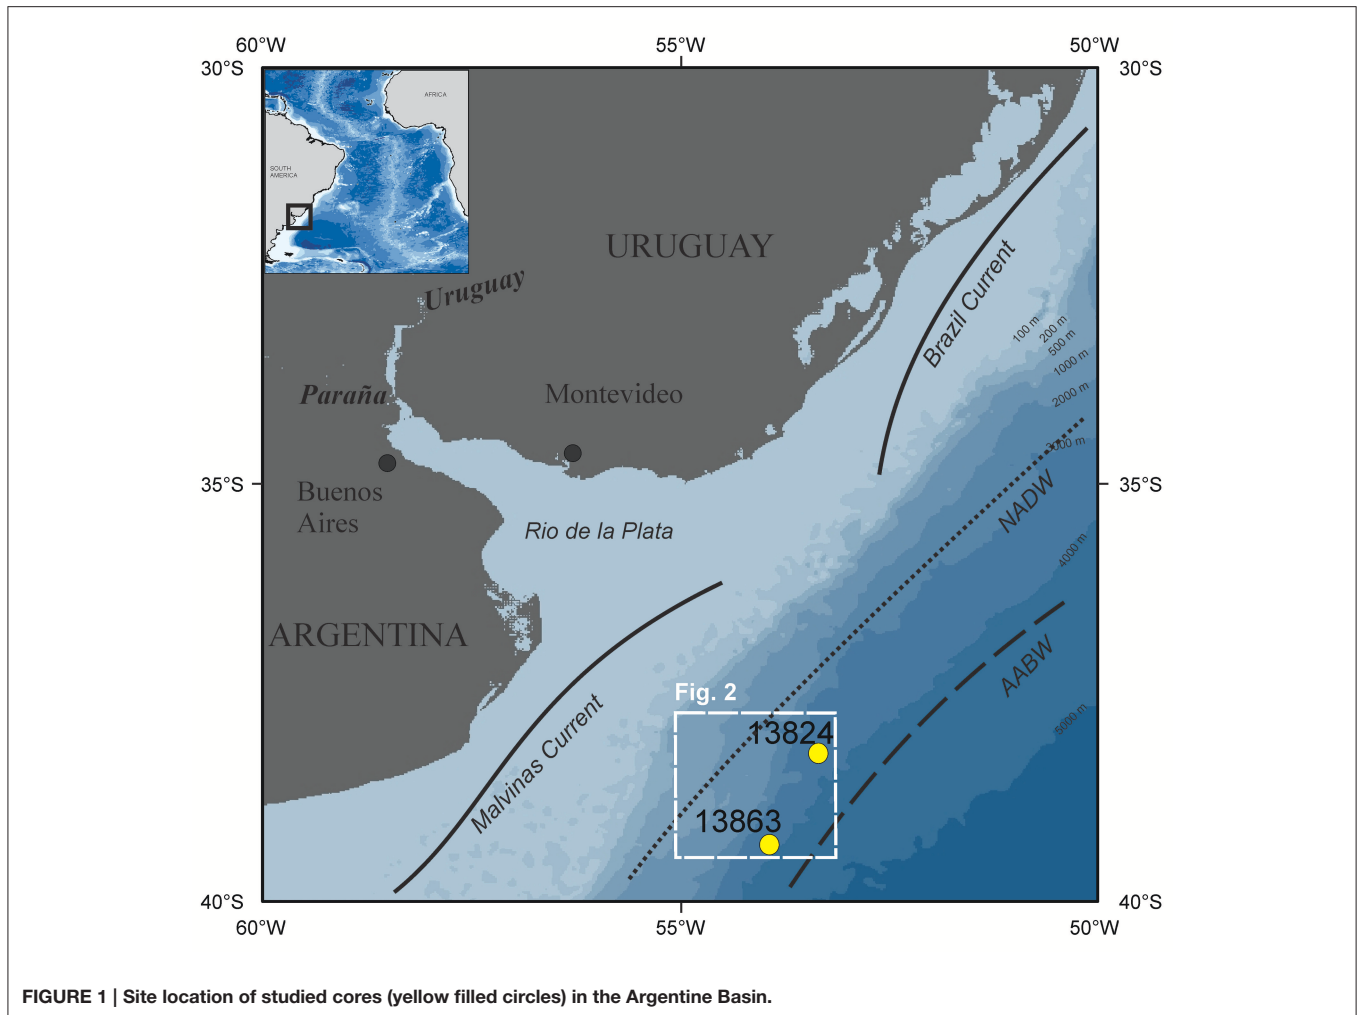 60°W
55°W
50°W
30°S
30°S
AFRICA
SOUTH
AMERICA
URUGUAY
Uruguay
Brazil Current
100 m
200 m
500 m
1000 m
2000 m
Paraña
Montevideo
3000 m
35°S
35°S
Buenos
Aires
NADW
Rio de la Plata
4000 m
ARGENTINA
AABW
Fig. 2
5000 m
13824
Malvinas Current
13863
40°S
40°S
60°W
55°W
50°W
FIGURE 1 | Site location of studied cores (yellow filled circles) in the Argentine Basin.